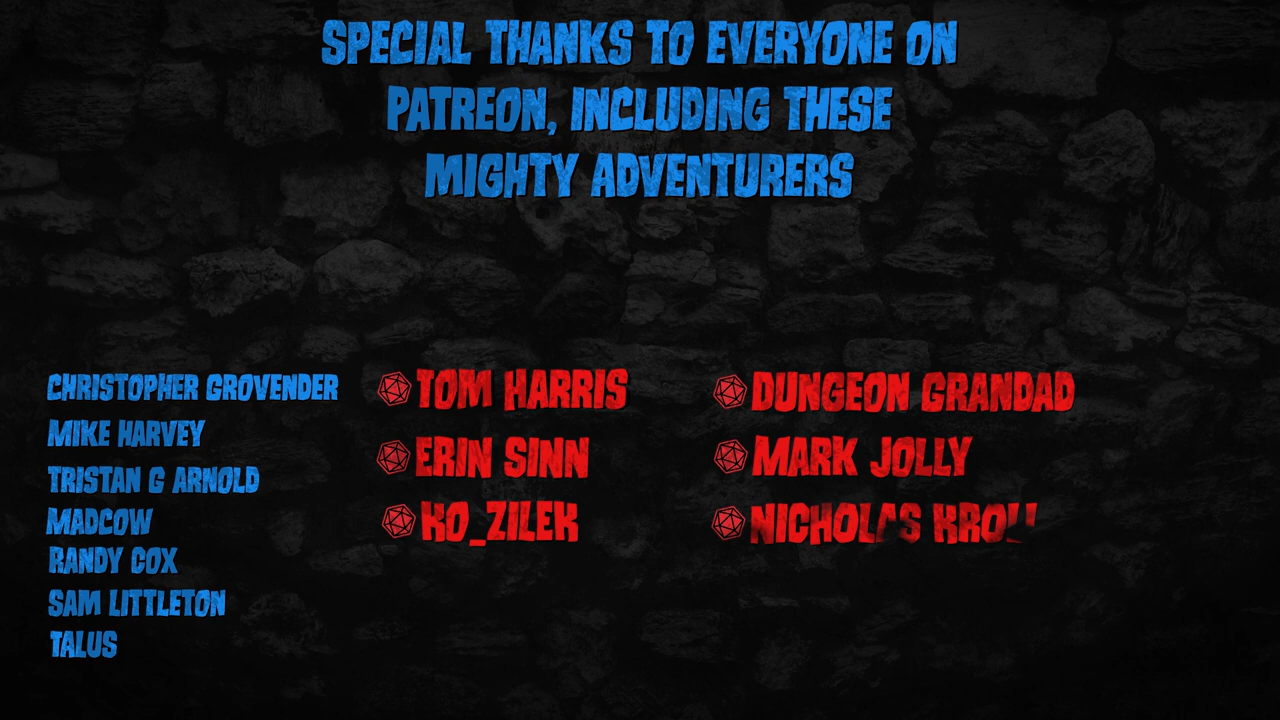 SPECIAL THANKS TO EVERYONE ON
PATREON, INCLUDING THESE
MIGHTY ADVENTURERS
CHRISTOPHER GROVENDER
MIKE HARVEY
TRISTAN G ARNOLD
MADCOW
RANDY COX
SAM LITTLETON
TALUS
TOM HARRIS
ERIN SINN
KO_ZILEK
DUNGEON GRANDAD
MARK JOLLY
NICHOLAS